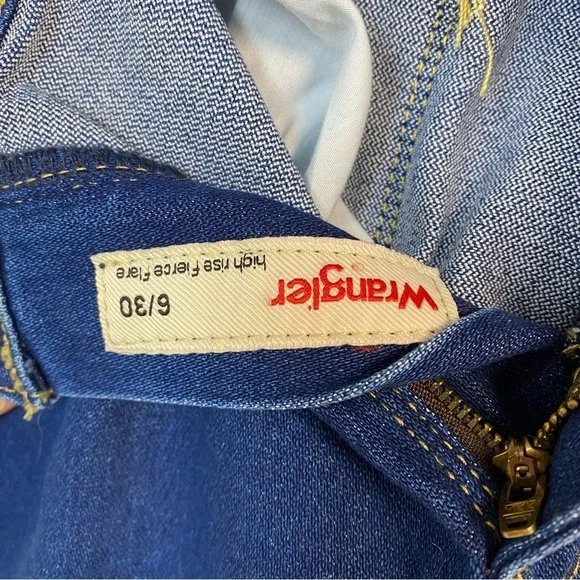 Wrangler
high rise Fierce Flare
6/30